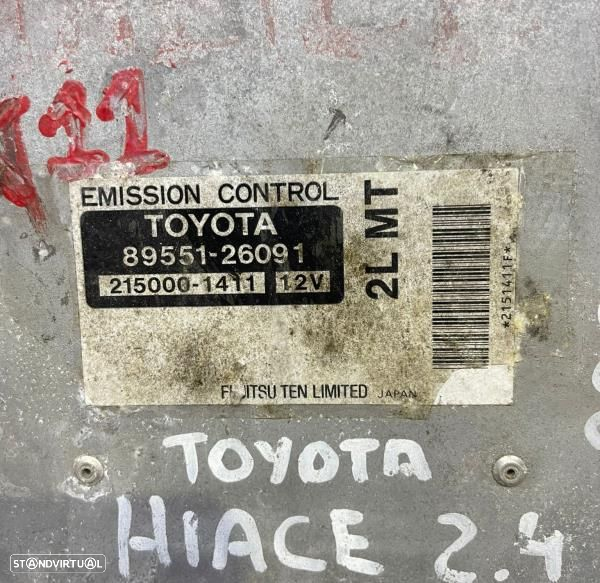 111
EMISSION CONTROL
TOYOTA
89551-26091
215000-1411 12V
2L MT
*2151411F*
FUJITSU TEN LIMITED JAPAN
TOYOTA
HIACE 2.4
STANDVIRTUAL